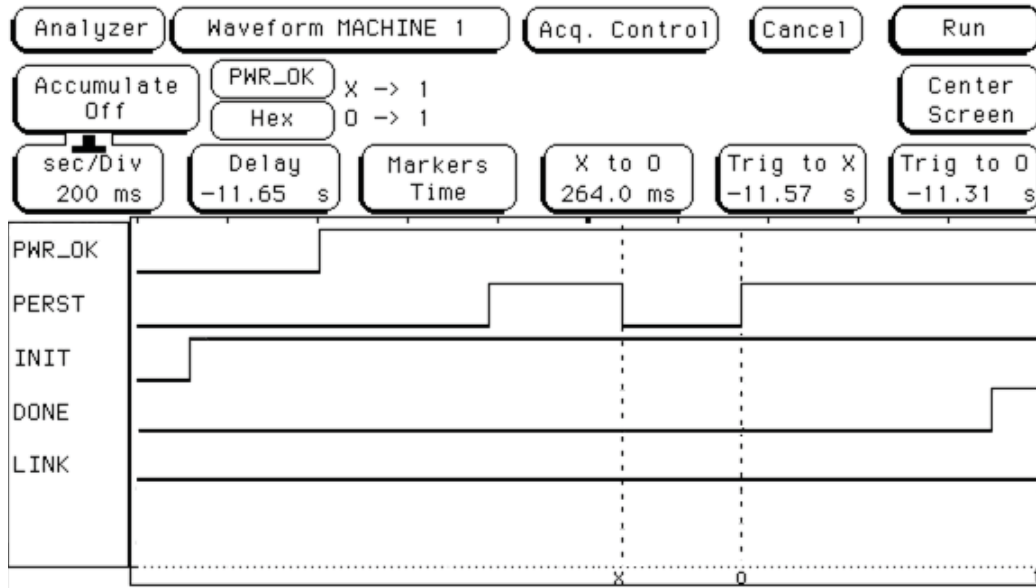 Analyzer
Waveform MACHINE 1
Acq. Control
Cancel
Run
Accumulate
Off
PWR_OK
X -> 1
Hex
O -> 1
Center
Screen
sec/Div
200 ms
Delay
-11.65 s
Markers
Time
X to O
264.0 ms
Trig to X
-11.57 s
Trig to O
-11.31 s
PWR_OK
PERST
INIT
DONE
LINK
X
O